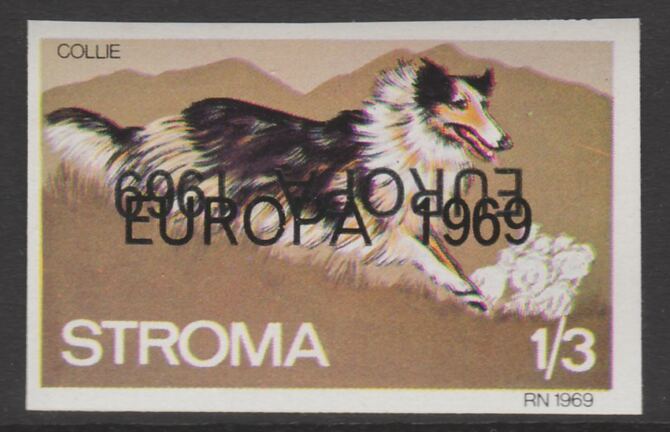 COLLIE
EUROPA 1969
EUROPA 1969
STROMA
1/3
RN 1969